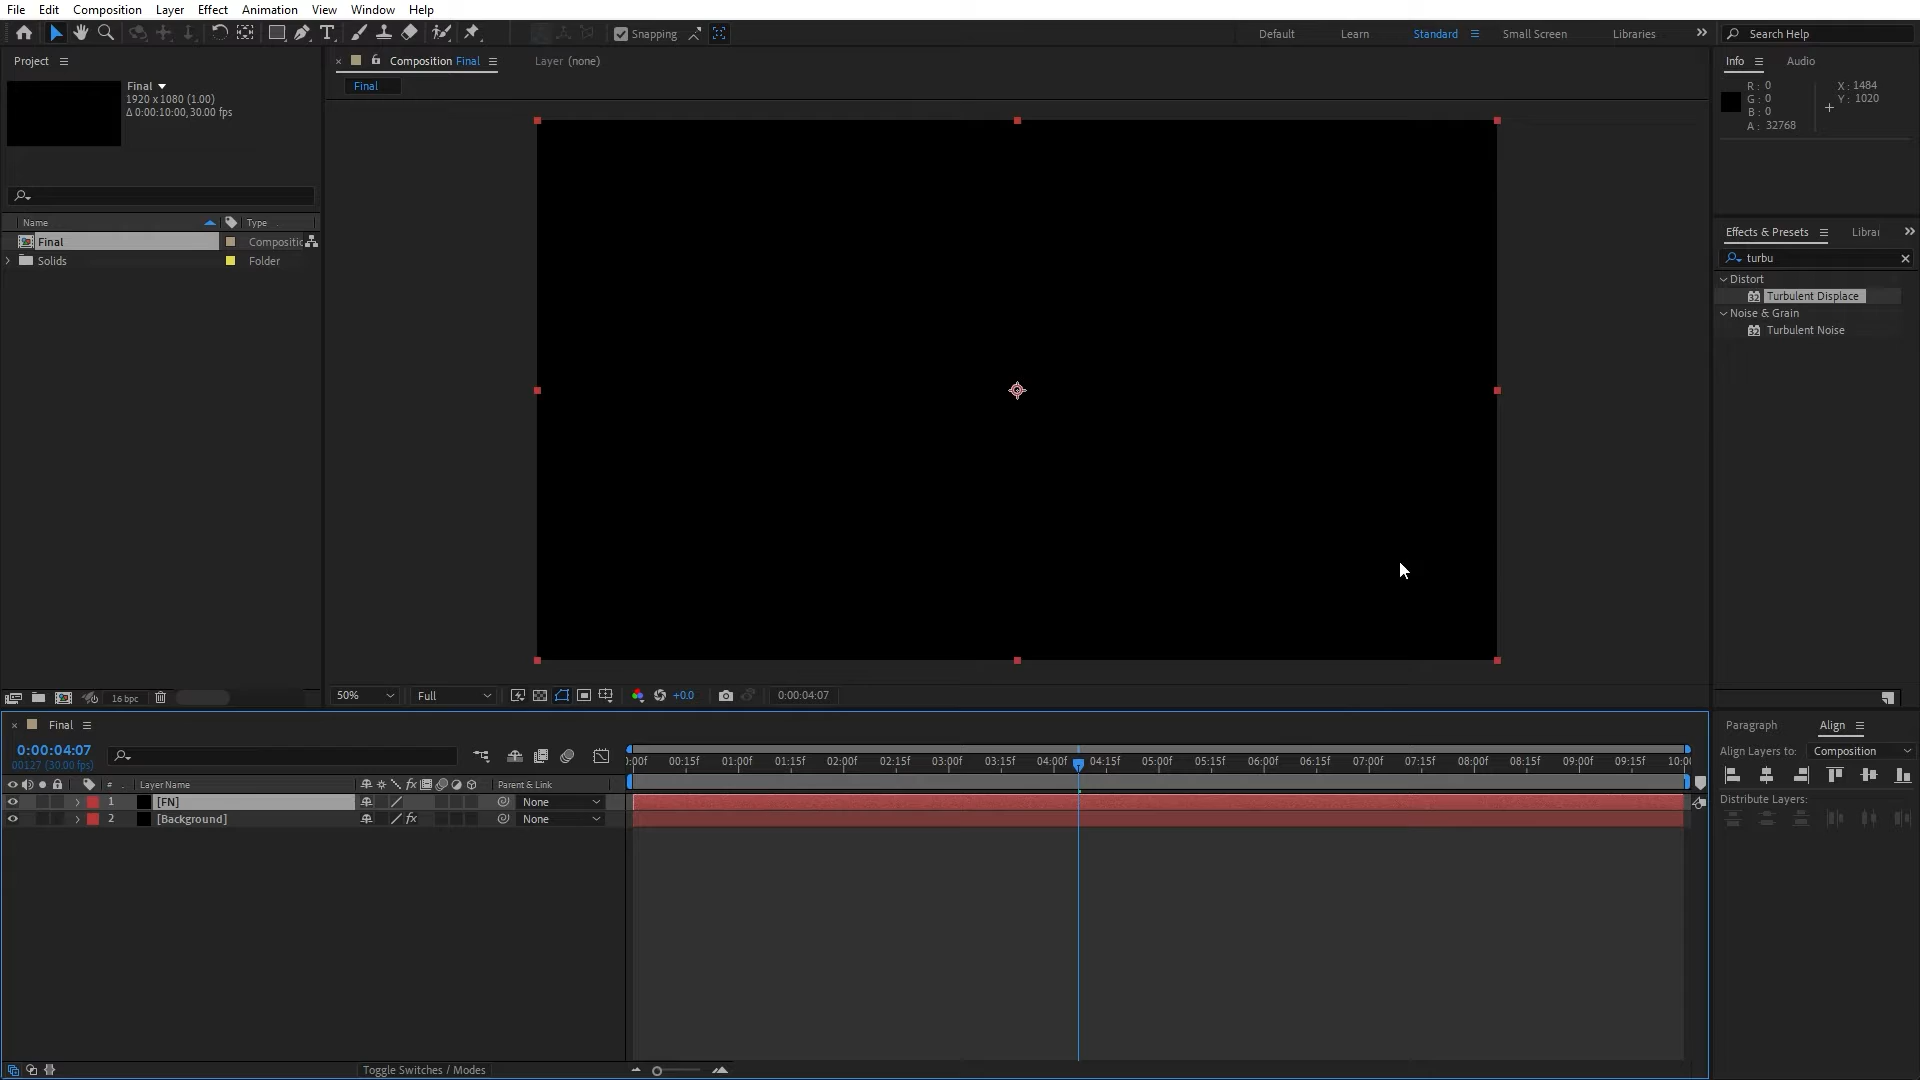 File Edit Composition Layer Effect Animation View Window Help
Snapping
Default Learn Standard Small Screen Libraries
Search Help
Project
Final
1920 x 1080 (1.00)
Δ 0:00:10:00, 30.00 fps
Name Type
Final Compositic
Solids Folder
16 bpc
Composition Final
Layer (none)
Final
50% Full +0.0 0:00:04:07
Info Audio
R : 0
G : 0
B : 0
A : 32768
X : 1484
Y : 1020
Effects & Presets Librai
turbu
Distort
32 Turbulent Displace
Noise & Grain
32 Turbulent Noise
Final
0:00:04:07
00127 (30.00 fps)
# Layer Name fx Parent & Link
1 [FN] None
2 [Background] fx None
):00f 00:15f 01:00f 01:15f 02:00f 02:15f 03:00f 03:15f 04:00f 04:15f 05:00f 05:15f 06:00f 06:15f 07:00f 07:15f 08:00f 08:15f 09:00f 09:15f 10:0(
Toggle Switches / Modes
Paragraph Align
Align Layers to: Composition
Distribute Layers: